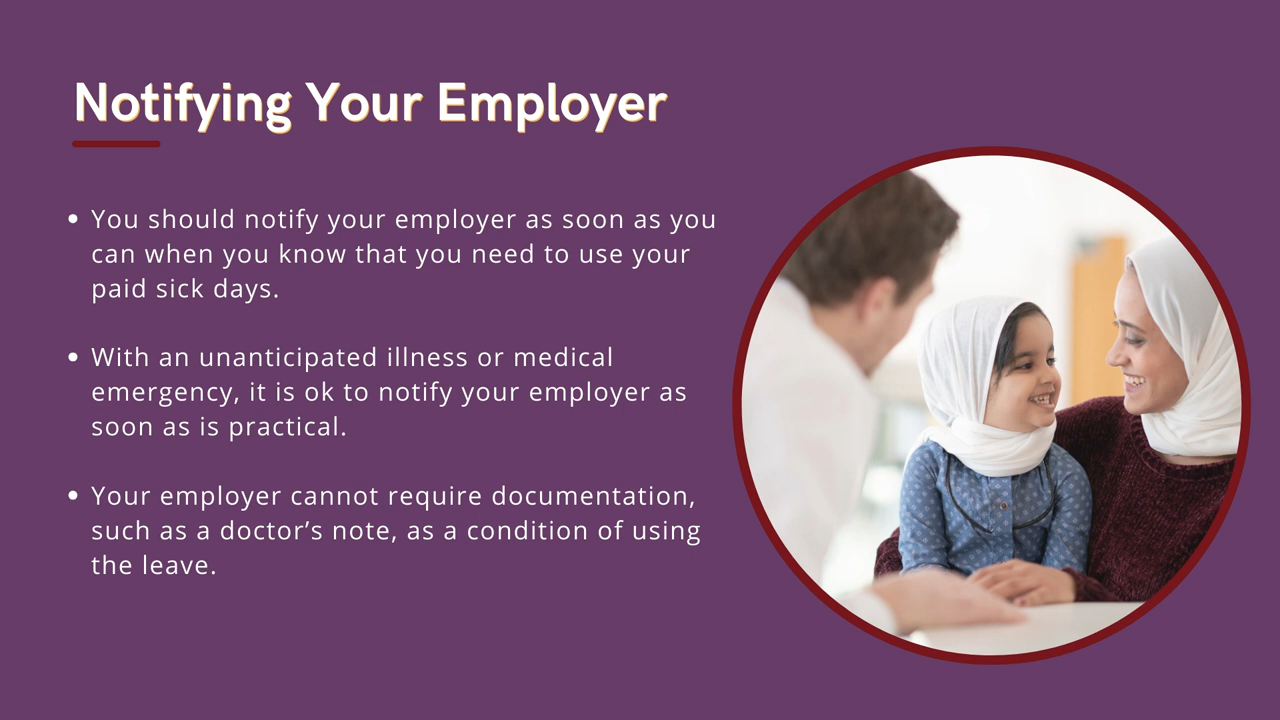 Notifying Your Employer
• You should notify your employer as soon as you
can when you know that you need to use your
paid sick days.
• With an unanticipated illness or medical
emergency, it is ok to notify your employer as
soon as is practical.
• Your employer cannot require documentation,
such as a doctor’s note, as a condition of using
the leave.